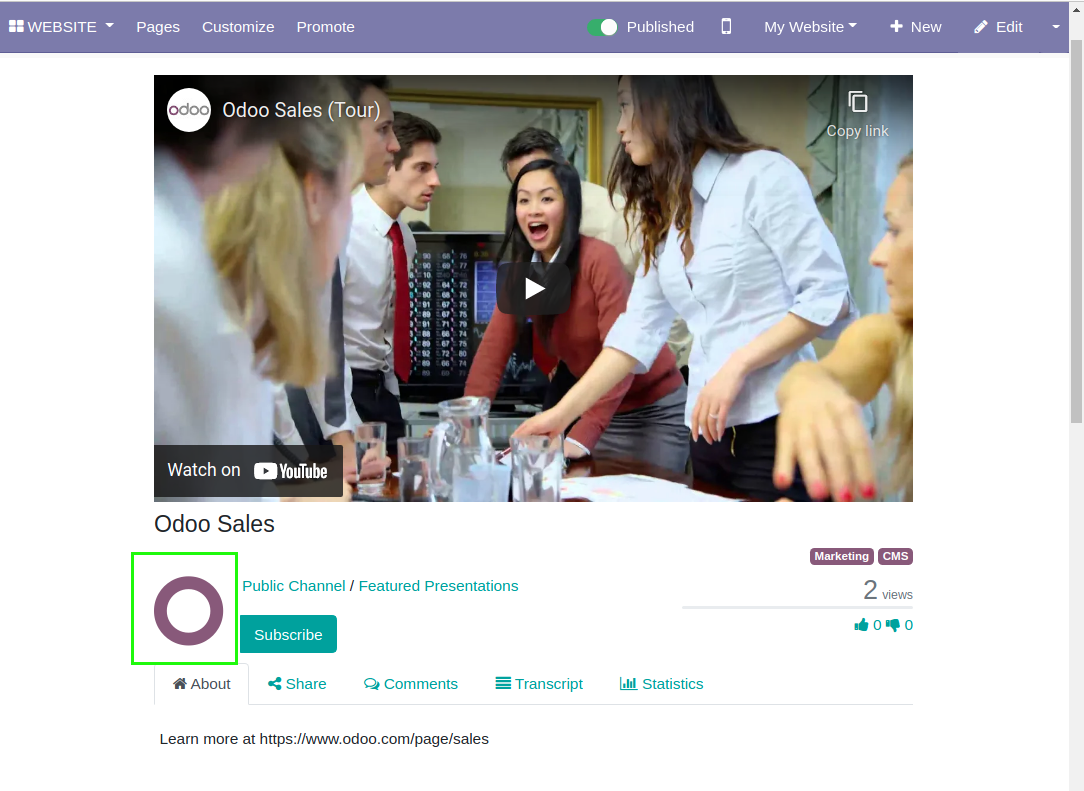 WEBSITE Pages Customize Promote Published My Website New Edit
odoo Odoo Sales (Tour)
Copy link
Watch on YouTube
Odoo Sales
Marketing CMS
Public Channel / Featured Presentations
2 views
Subscribe
0 0
About Share Comments Transcript Statistics
Learn more at https://www.odoo.com/page/sales